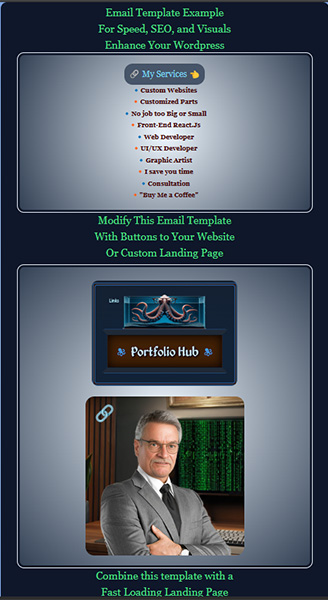 Email Template Example
For Speed, SEO, and Visuals
Enhance Your Wordpress
🔗 My Services 👈
• Custom Websites
• Customized Parts
• No job too Big or Small
• Front-End React.Js
• Web Developer
• UI/UX Developer
• Graphic Artist
• I save you time
• Consultation
• "Buy Me a Coffee"
Modify This Email Template
With Buttons to Your Website
Or Custom Landing Page
Links
Portfolio Hub
Combine this template with a
Fast Loading Landing Page